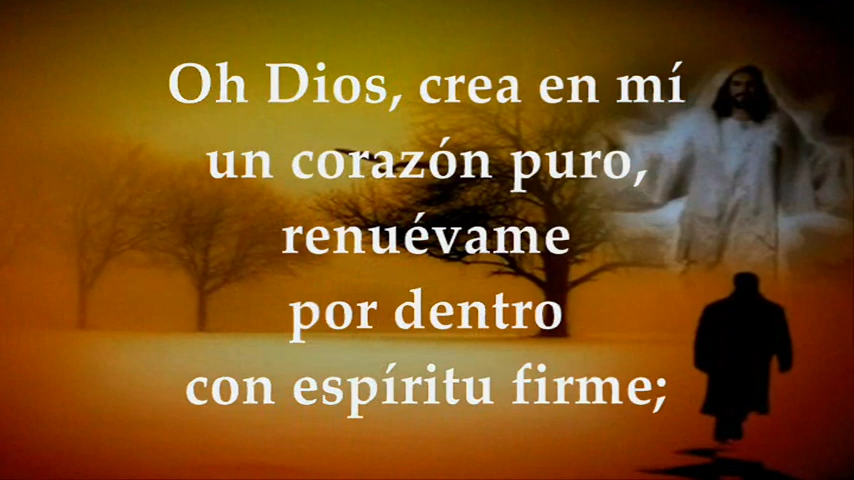 Oh Dios, crea en mí
un corazón puro,
renuévame
por dentro
con espíritu firme;